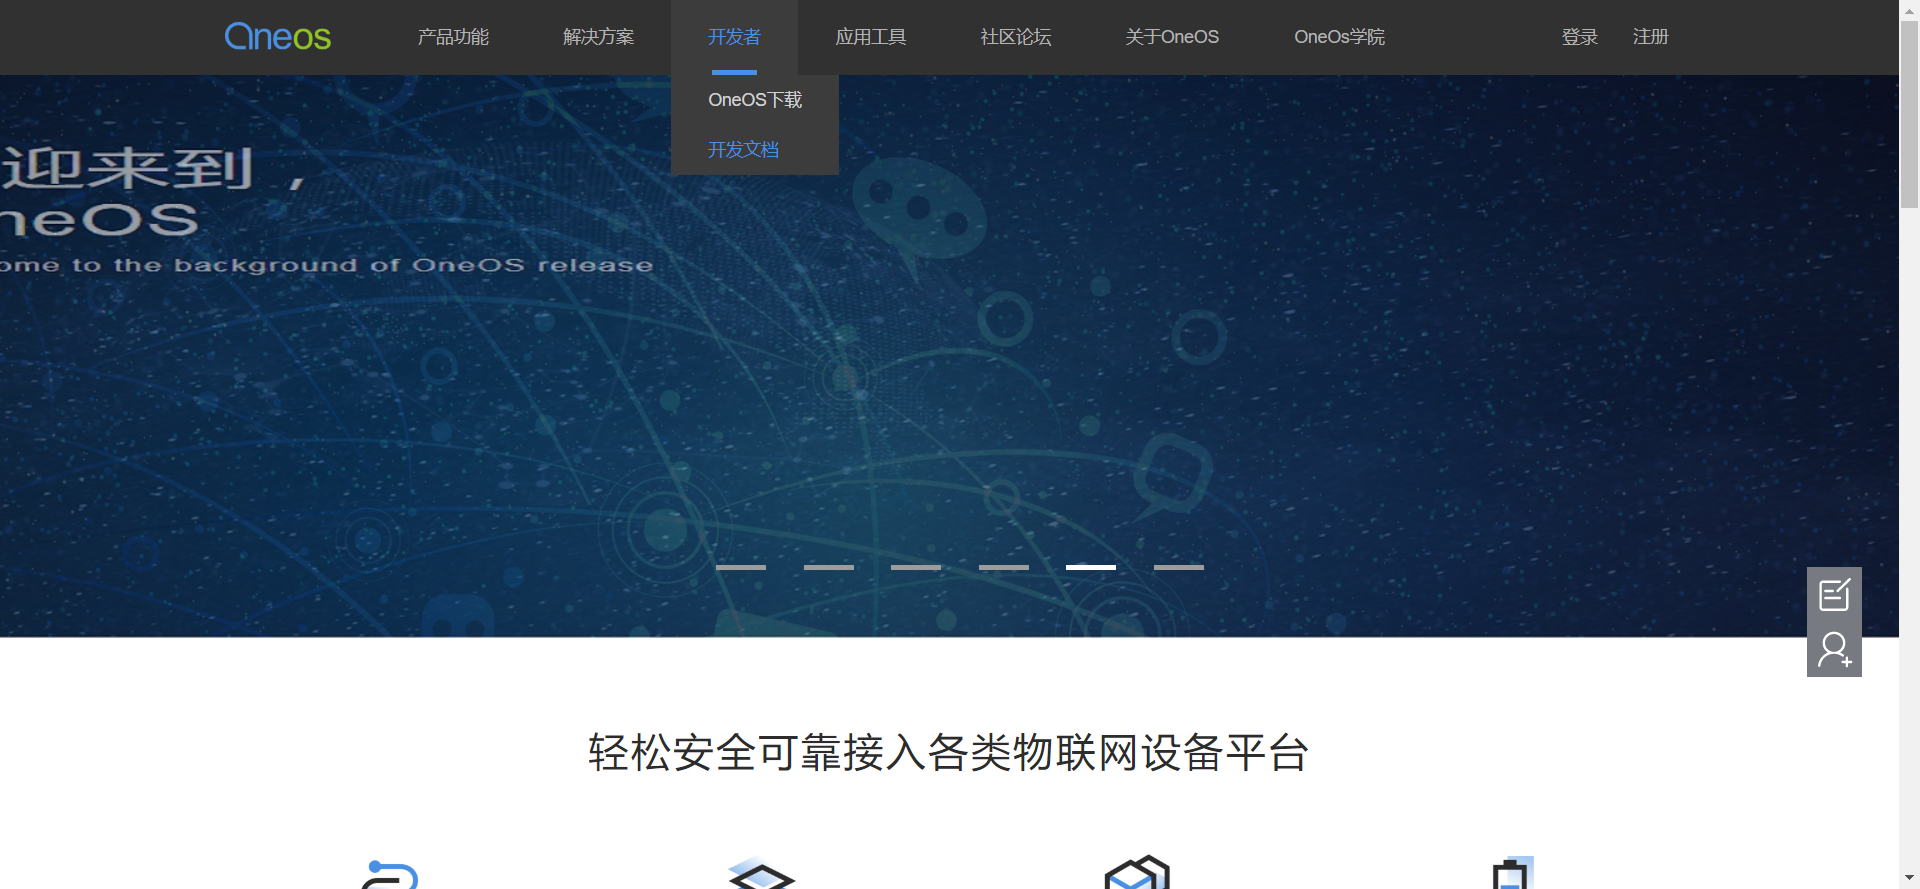 Oneos 产品功能 解决方案 开发者 应用工具 社区论坛 关于OneOS OneOs学院 登录 注册
OneOS下载
开发文档
迎来到，
neOS
ome to the background of OneOS release
轻松安全可靠接入各类物联网设备平台